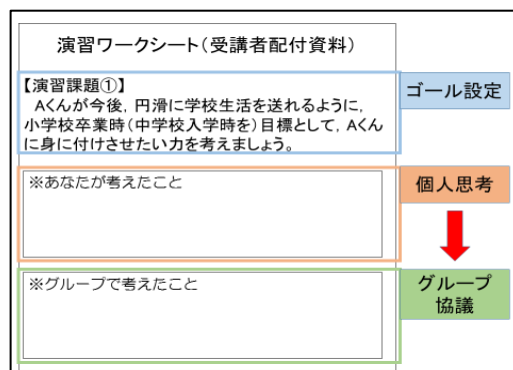 演習ワークシート(受講者配付資料)
【演習課題①】
Aくんが今後,円滑に学校生活を送れるように,
小学校卒業時(中学校入学時を)目標として,Aくん
に身に付けさせたい力を考えましょう。
ゴール設定
※あなたが考えたこと
個人思考
※グループで考えたこと
グループ
協議